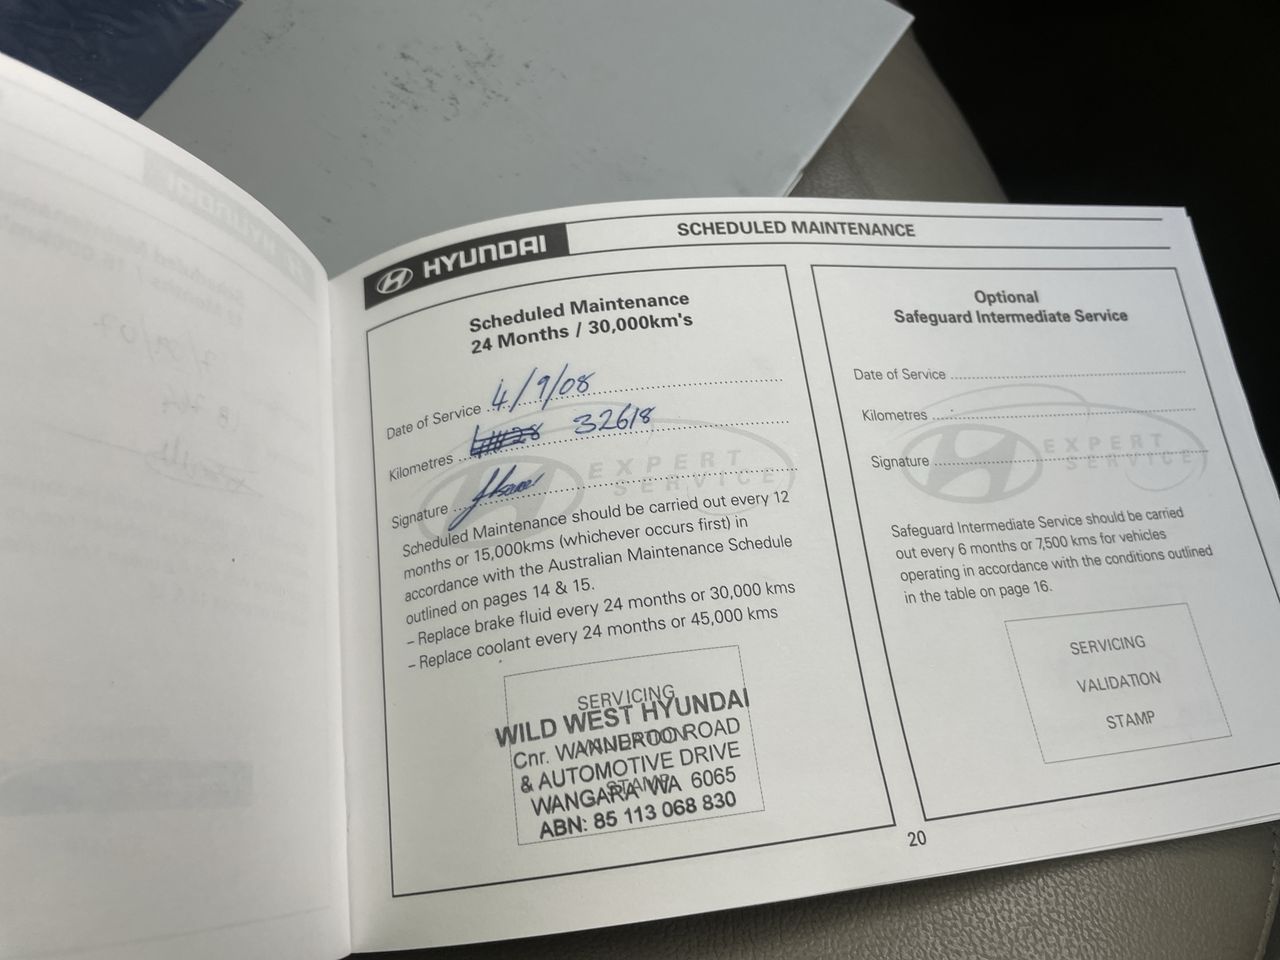 HYUNDAI
SCHEDULED MAINTENANCE
Scheduled Maintenance
24 Months / 30,000km's
Date of Service 4/9/08
Kilometres 32618
Signature
EXPERT
SERVICE
Scheduled Maintenance should be carried out every 12
months or 15,000kms (whichever occurs first) in
accordance with the Australian Maintenance Schedule
outlined on pages 14 & 15.
– Replace brake fluid every 24 months or 30,000 kms
– Replace coolant every 24 months or 45,000 kms
SERVICING
VALIDATION
STAMP
WILD WEST HYUNDAI
Cnr. WANNEROO ROAD
& AUTOMOTIVE DRIVE
WANGARA WA 6065
ABN: 85 113 068 830
Optional
Safeguard Intermediate Service
Date of Service
Kilometres
Signature
EXPERT
SERVICE
Safeguard Intermediate Service should be carried
out every 6 months or 7,500 kms for vehicles
operating in accordance with the conditions outlined
in the table on page 16.
SERVICING
VALIDATION
STAMP
20